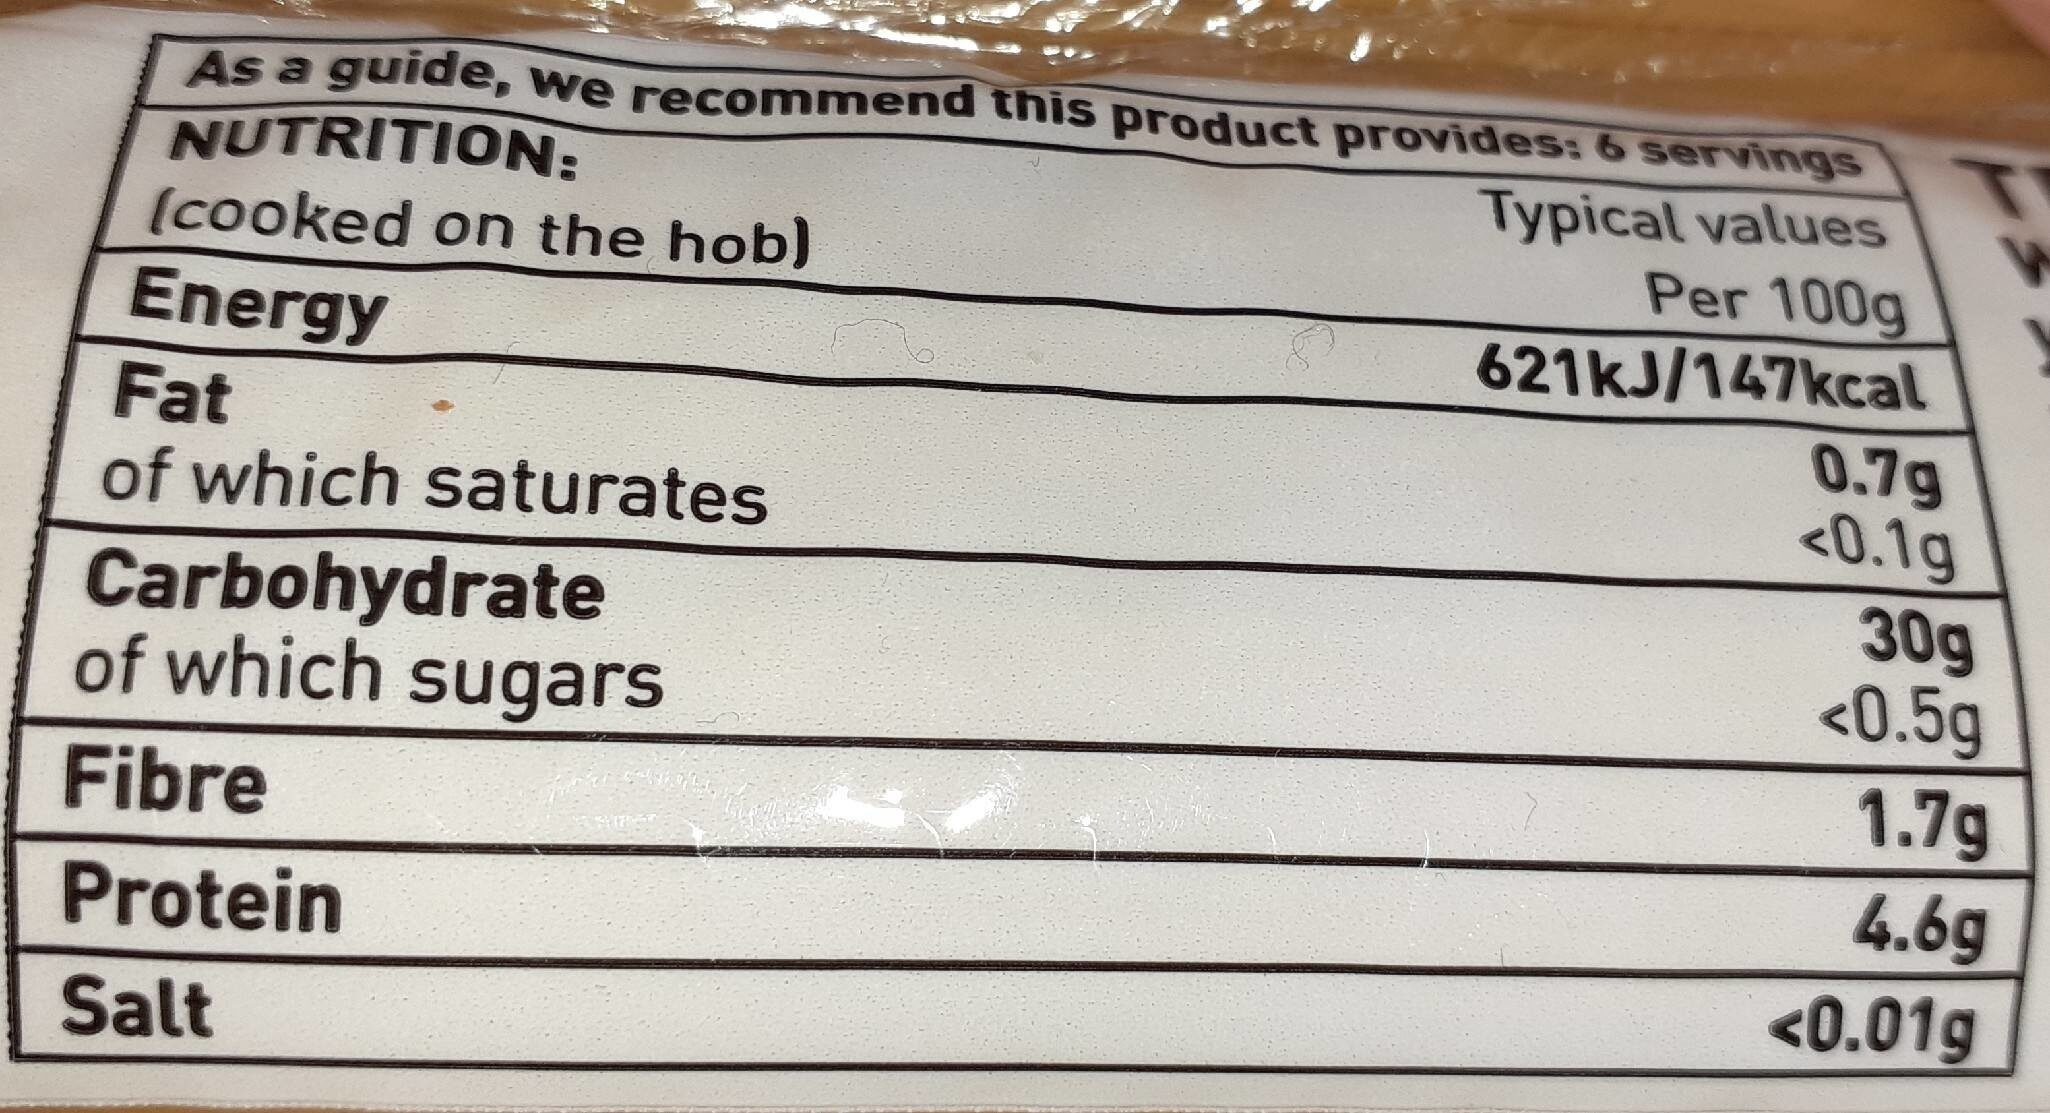 As a guide, we recommend this product provides: 6 servings
NUTRITION:
(cooked on the hob)
Typical values
Per 100g
Energy 621kJ/147kcal
Fat 0.7g
of which saturates <0.1g
Carbohydrate 30g
of which sugars <0.5g
Fibre 1.7g
Protein 4.6g
Salt <0.01g